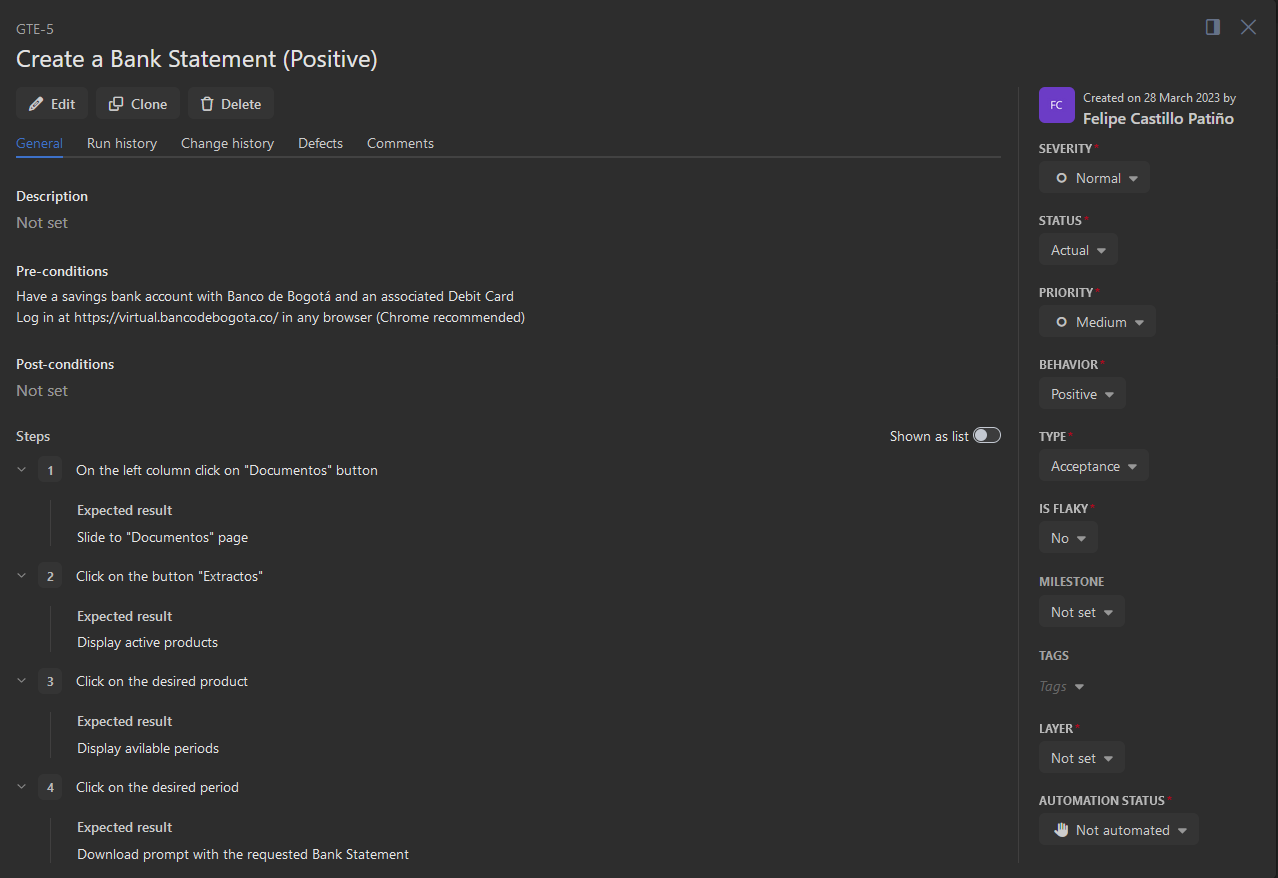 GTE-5
Create a Bank Statement (Positive)
Edit
Clone
Delete
General
Run history
Change history
Defects
Comments
Description
Not set
Pre-conditions
Have a savings bank account with Banco de Bogotá and an associated Debit Card
Log in at https://virtual.bancodebogota.co/ in any browser (Chrome recommended)
Post-conditions
Not set
Steps
Shown as list
1 On the left column click on "Documentos" button
Expected result
Slide to "Documentos" page
2 Click on the button "Extractos"
Expected result
Display active products
3 Click on the desired product
Expected result
Display avilable periods
4 Click on the desired period
Expected result
Download prompt with the requested Bank Statement
FC
Created on 28 March 2023 by
Felipe Castillo Patiño
SEVERITY*
Normal
STATUS*
Actual
PRIORITY*
Medium
BEHAVIOR*
Positive
TYPE*
Acceptance
IS FLAKY*
No
MILESTONE
Not set
TAGS
Tags
LAYER*
Not set
AUTOMATION STATUS*
Not automated